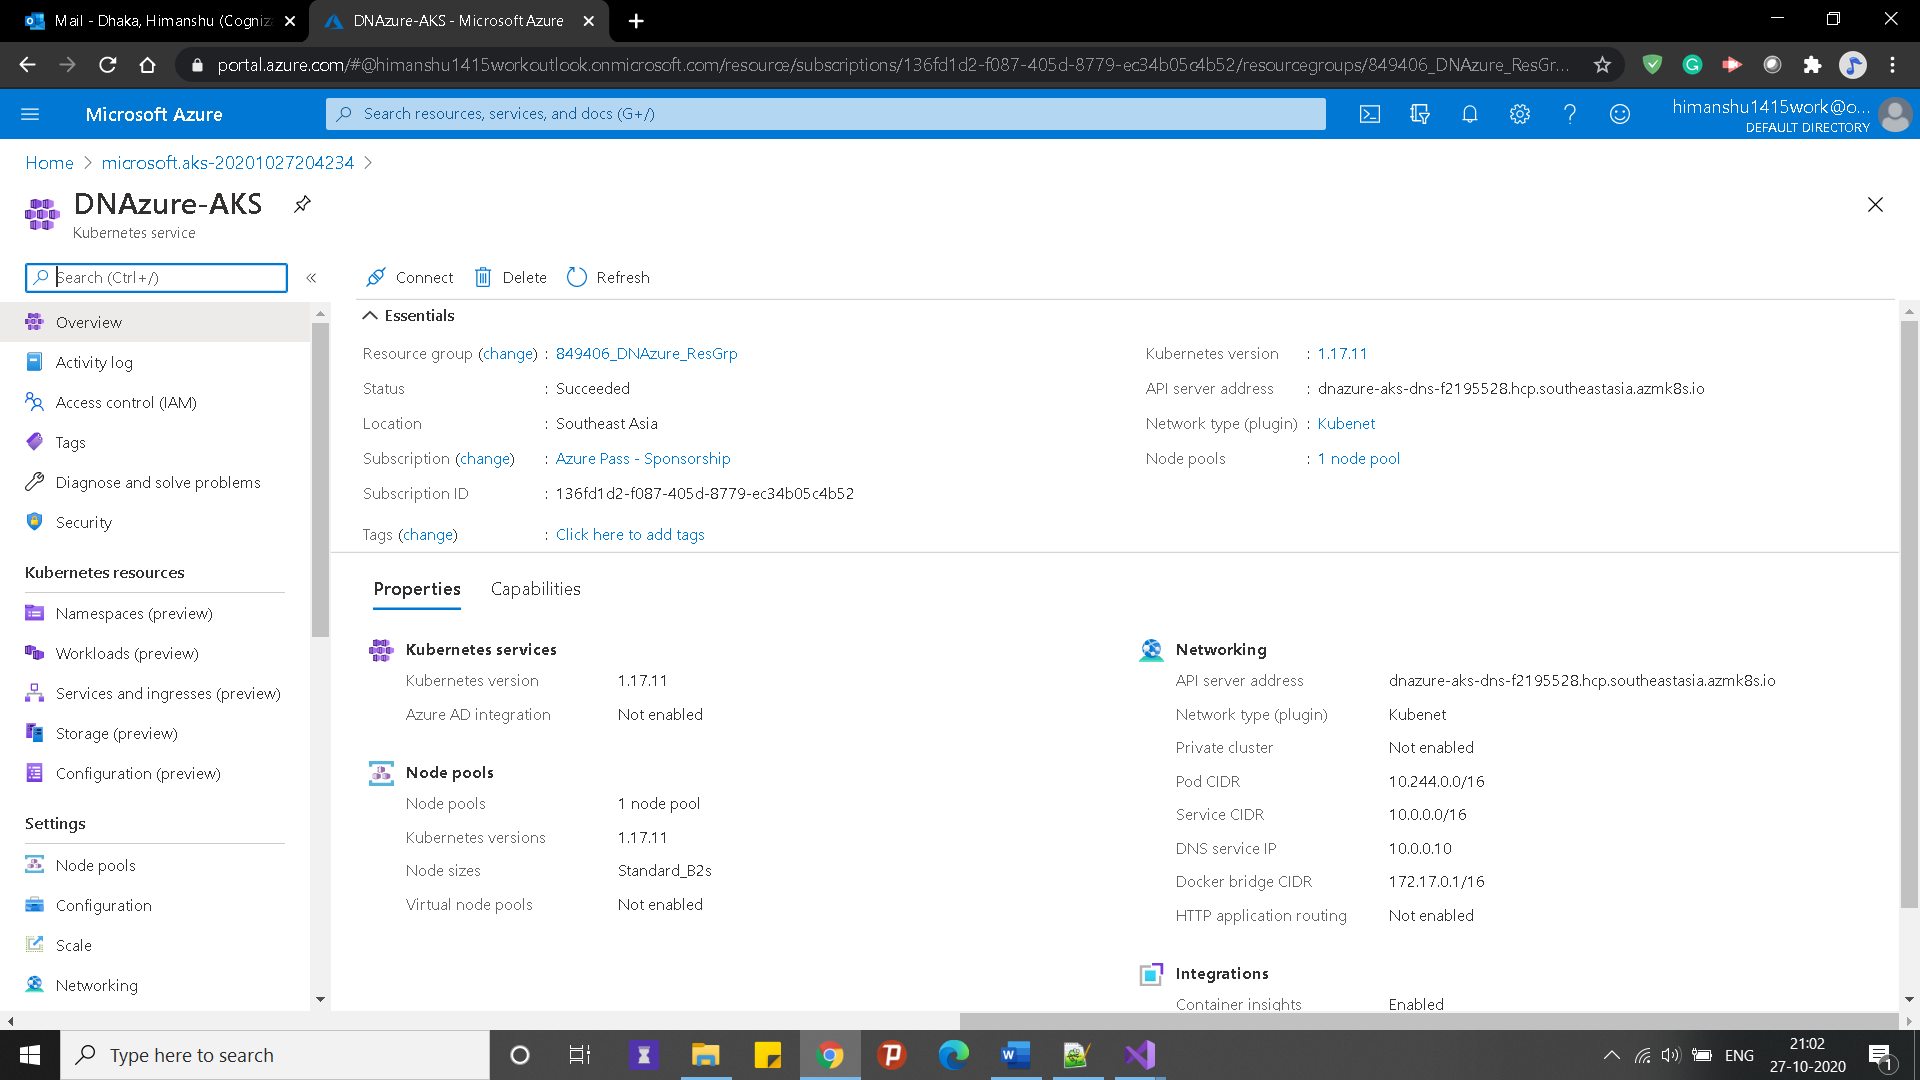 Mail - Dhaka, Himanshu (Cogniz
DNAzure-AKS - Microsoft Azure
portal.azure.com/#@himanshu1415workoutlook.onmicrosoft.com/resource/subscriptions/136fd1d2-f087-405d-8779-ec34b05c4b52/resourcegroups/849406_DNAzure_ResGr...
Microsoft Azure
Search resources, services, and docs (G+/)
himanshu1415work@o...
DEFAULT DIRECTORY
Home > microsoft.aks-20201027204234 >
DNAzure-AKS
Kubernetes service
Search (Ctrl+/)
«
Overview
Activity log
Access control (IAM)
Tags
Diagnose and solve problems
Security
Kubernetes resources
Namespaces (preview)
Workloads (preview)
Services and ingresses (preview)
Storage (preview)
Configuration (preview)
Settings
Node pools
Configuration
Scale
Networking
Connect Delete Refresh
Essentials
Resource group (change) : 849406_DNAzure_ResGrp
Status : Succeeded
Location : Southeast Asia
Subscription (change) : Azure Pass - Sponsorship
Subscription ID : 136fd1d2-f087-405d-8779-ec34b05c4b52
Tags (change) : Click here to add tags
Kubernetes version : 1.17.11
API server address : dnazure-aks-dns-f2195528.hcp.southeastasia.azmk8s.io
Network type (plugin) : Kubenet
Node pools : 1 node pool
Properties Capabilities
Kubernetes services
Kubernetes version 1.17.11
Azure AD integration Not enabled
Node pools
Node pools 1 node pool
Kubernetes versions 1.17.11
Node sizes Standard_B2s
Virtual node pools Not enabled
Networking
API server address dnazure-aks-dns-f2195528.hcp.southeastasia.azmk8s.io
Network type (plugin) Kubenet
Private cluster Not enabled
Pod CIDR 10.244.0.0/16
Service CIDR 10.0.0.0/16
DNS service IP 10.0.0.10
Docker bridge CIDR 172.17.0.1/16
HTTP application routing Not enabled
Integrations
Container insights Enabled
Type here to search
ENG
21:02
27-10-2020
1